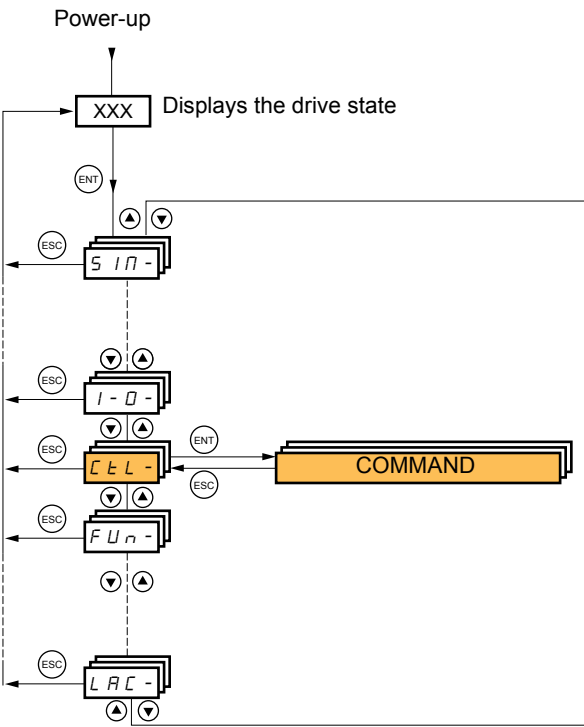 Power-up
XXX Displays the drive state
ENT
ESC
SIM-
ESC
I-O-
ESC
ENT
CtL-
COMMAND
ESC
ESC
FUn-
ESC
LAC-